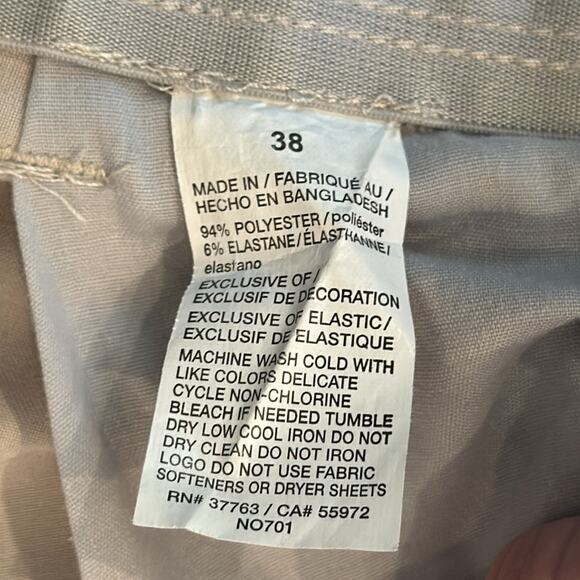 38
MADE IN / FABRIQUÉ AU /
HECHO EN BANGLADESH
94% POLYESTER / poliéster
6% ELASTANE/ÉLASTHANNE/
elastano
EXCLUSIVE OF /
EXCLUSIF DE DECORATION
EXCLUSIVE OF ELASTIC/
EXCLUSIF DE ELASTIQUE
MACHINE WASH COLD WITH
LIKE COLORS DELICATE
CYCLE NON-CHLORINE
BLEACH IF NEEDED TUMBLE
DRY LOW COOL IRON DO NOT
DRY CLEAN DO NOT IRON
LOGO DO NOT USE FABRIC
SOFTENERS OR DRYER SHEETS
RN# 37763 / CA# 55972
NO701